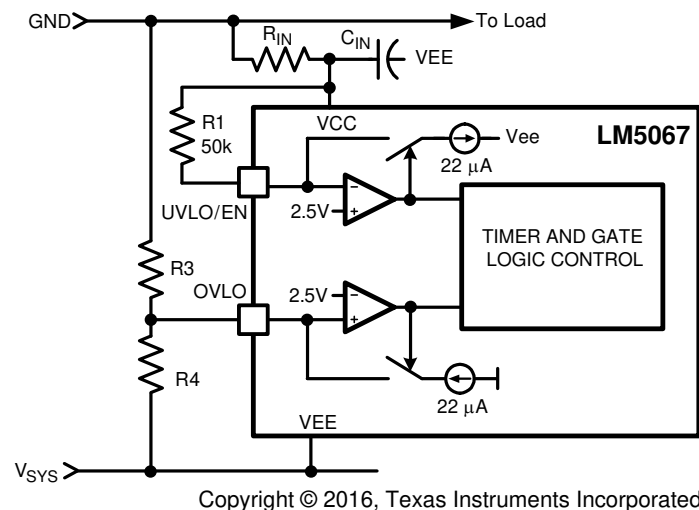 GND
To Load
RIN
CIN
VEE
R1
50k
VCC
Vee
LM5067
22 μA
UVLO/EN
2.5V
TIMER AND GATE
LOGIC CONTROL
R3
OVLO
2.5V
R4
22 μA
VEE
VSYS
Copyright © 2016, Texas Instruments Incorporated